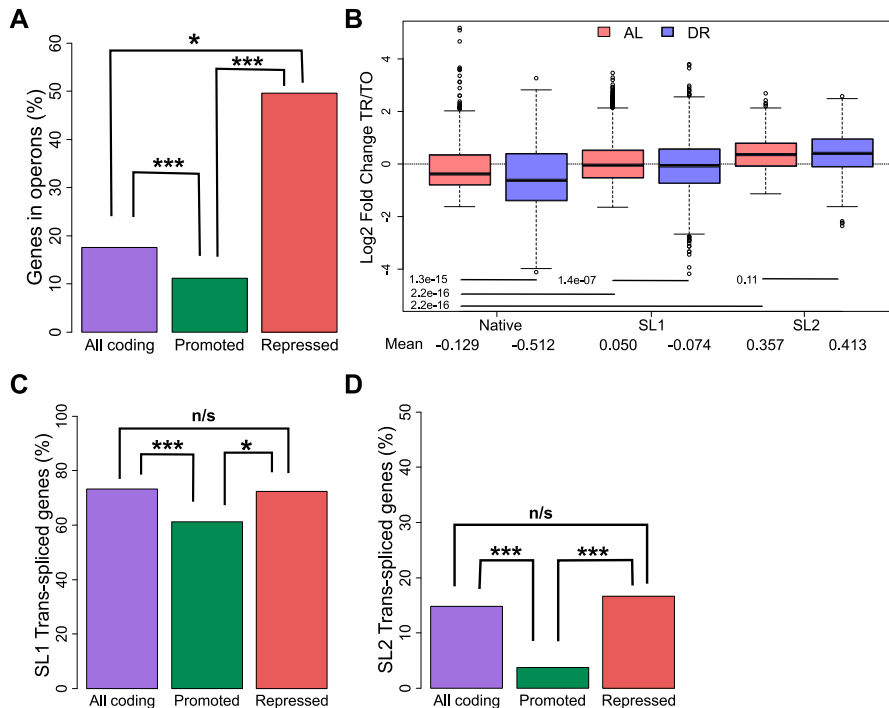 A
Genes in operons (%)
60
50
40
30
20
10
0
*
***
***
All coding
Promoted
Repressed
B
Log2 Fold Change TR/TO
4
2
0
-2
-4
AL
DR
1.3e-15
2.2e-16
2.2e-16
1.4e-07
0.11
Native
SL1
SL2
Mean
-0.129
-0.512
0.050
-0.074
0.357
0.413
C
SL1 Trans-spliced genes (%)
100
80
60
40
20
0
n/s
***
*
All coding
Promoted
Repressed
D
SL2 Trans-spliced genes (%)
50
40
30
20
10
0
n/s
***
***
All coding
Promoted
Repressed